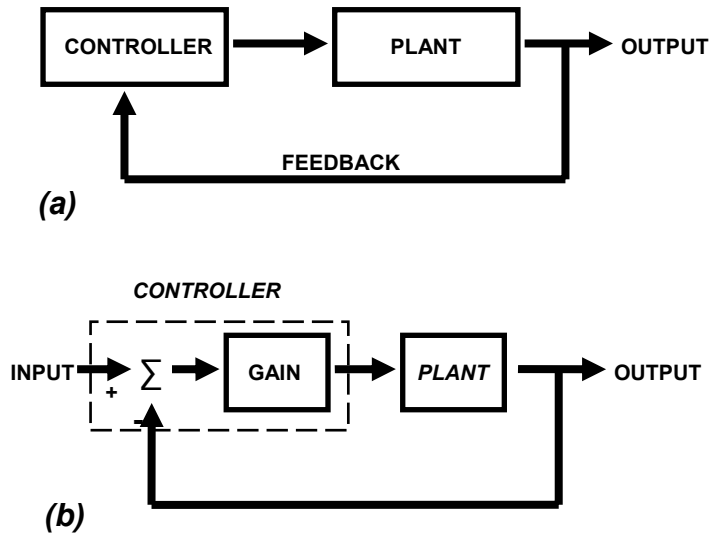 CONTROLLER PLANT OUTPUT
FEEDBACK
(a)
CONTROLLER
INPUT + Σ - GAIN PLANT OUTPUT
(b)